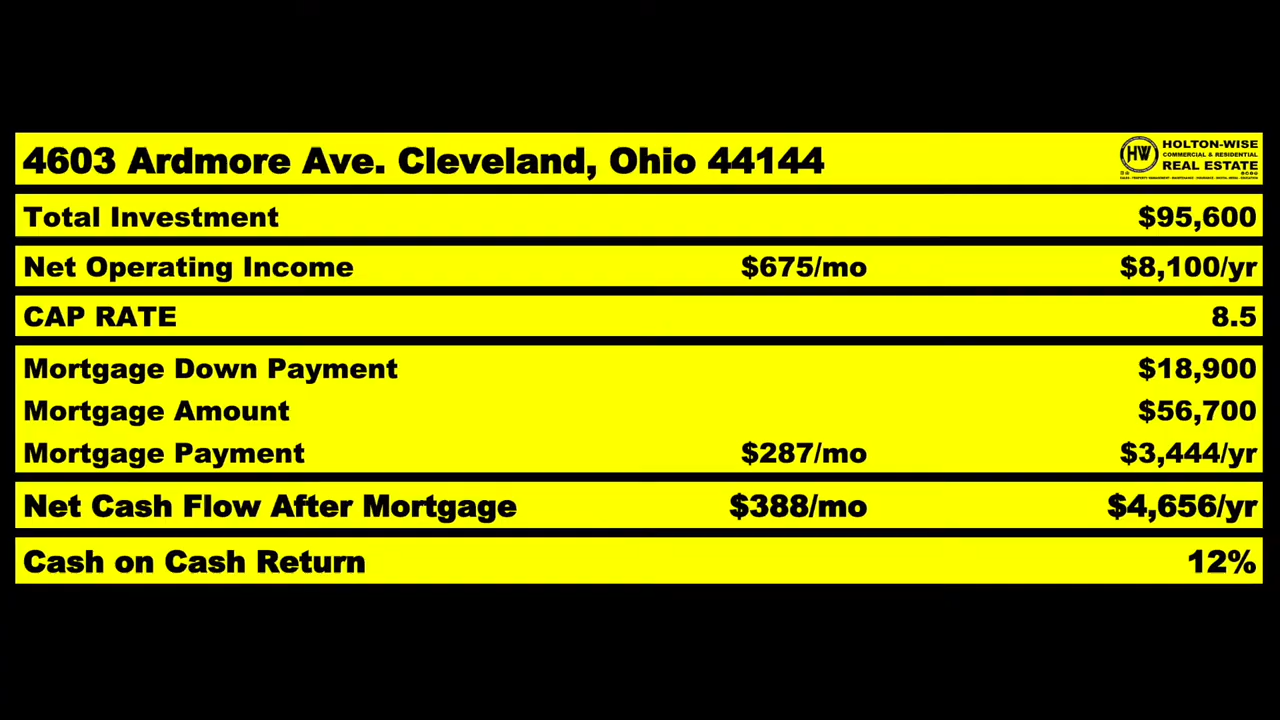 4603 Ardmore Ave. Cleveland, Ohio 44144
HW
HOLTON-WISE
COMMERCIAL & RESIDENTIAL
REAL ESTATE
Total Investment $95,600
Net Operating Income $675/mo $8,100/yr
CAP RATE 8.5
Mortgage Down Payment $18,900
Mortgage Amount $56,700
Mortgage Payment $287/mo $3,444/yr
Net Cash Flow After Mortgage $388/mo $4,656/yr
Cash on Cash Return 12%